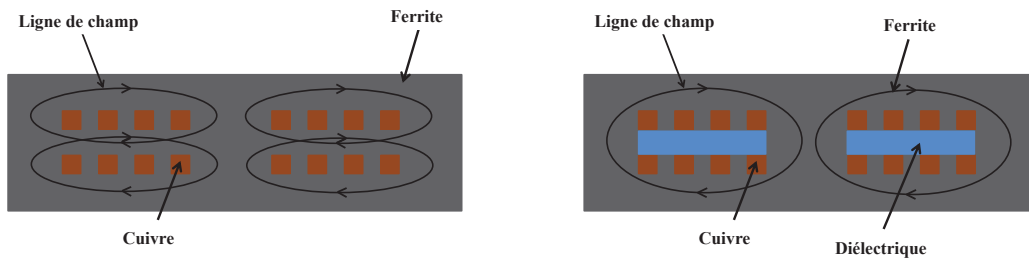 Ligne de champ
Ferrite
Cuivre
Ligne de champ
Ferrite
Cuivre
Diélectrique